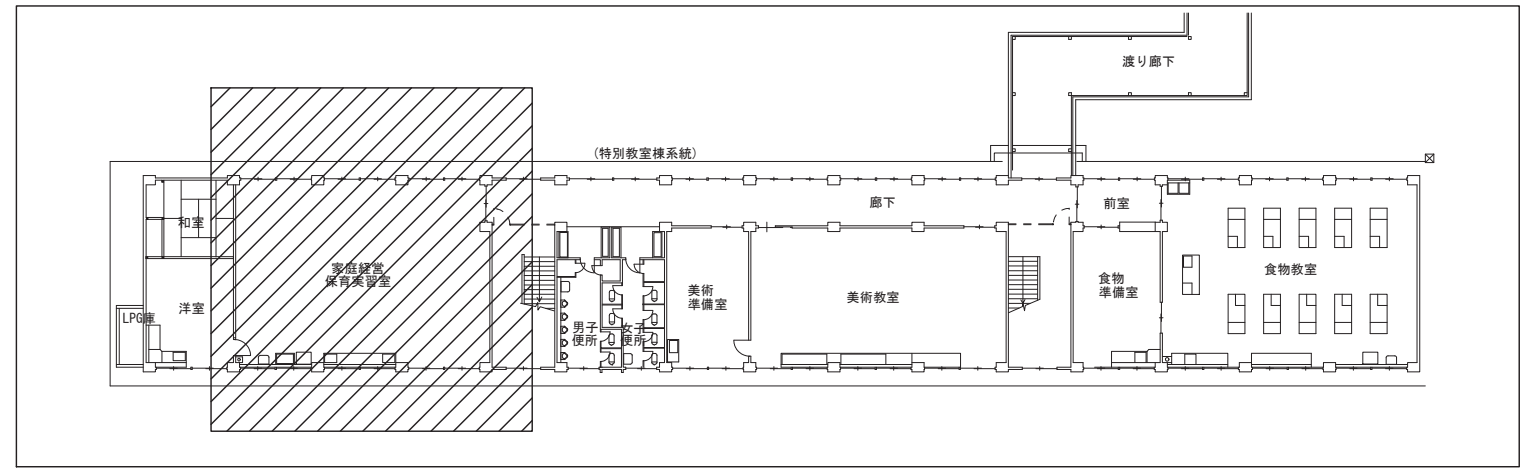 渡り廊下
(特別教室棟系統)
和室
廊下
前室
家庭経営
保育実習室
洋室
LPG庫
男子
便所
女子
便所
美術
準備室
美術教室
食物
準備室
食物教室